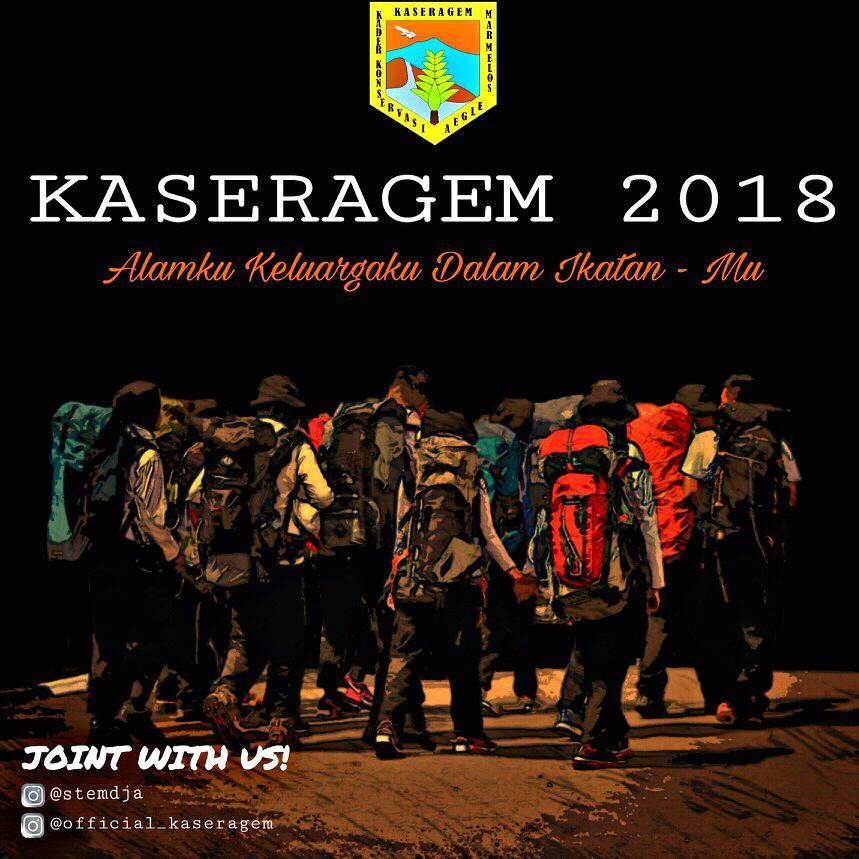 KASERAGEM
KADER KONSERVASI AEGLE MARMELOS
KASERAGEM 2018
Alamku Keluargaku Dalam Ikatan - Mu
JOINT WITH US!
@stemdja
@official_kaseragem